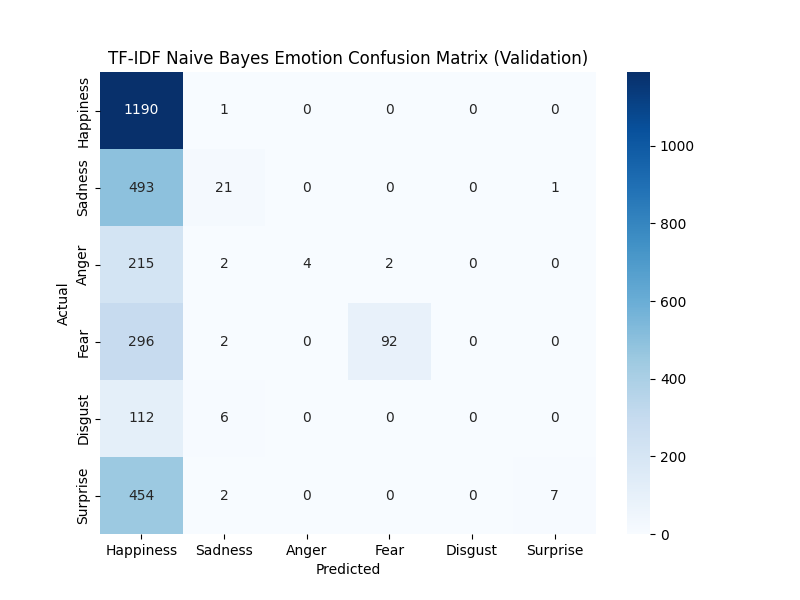 TF-IDF Naive Bayes Emotion Confusion Matrix (Validation)
Happiness 1190 1 0 0 0 0
Sadness 493 21 0 0 0 1
Anger 215 2 4 2 0 0
Fear 296 2 0 92 0 0
Disgust 112 6 0 0 0 0
Surprise 454 2 0 0 0 7
Actual
Happiness Sadness Anger Fear Disgust Surprise
Predicted
1000
800
600
400
200
0